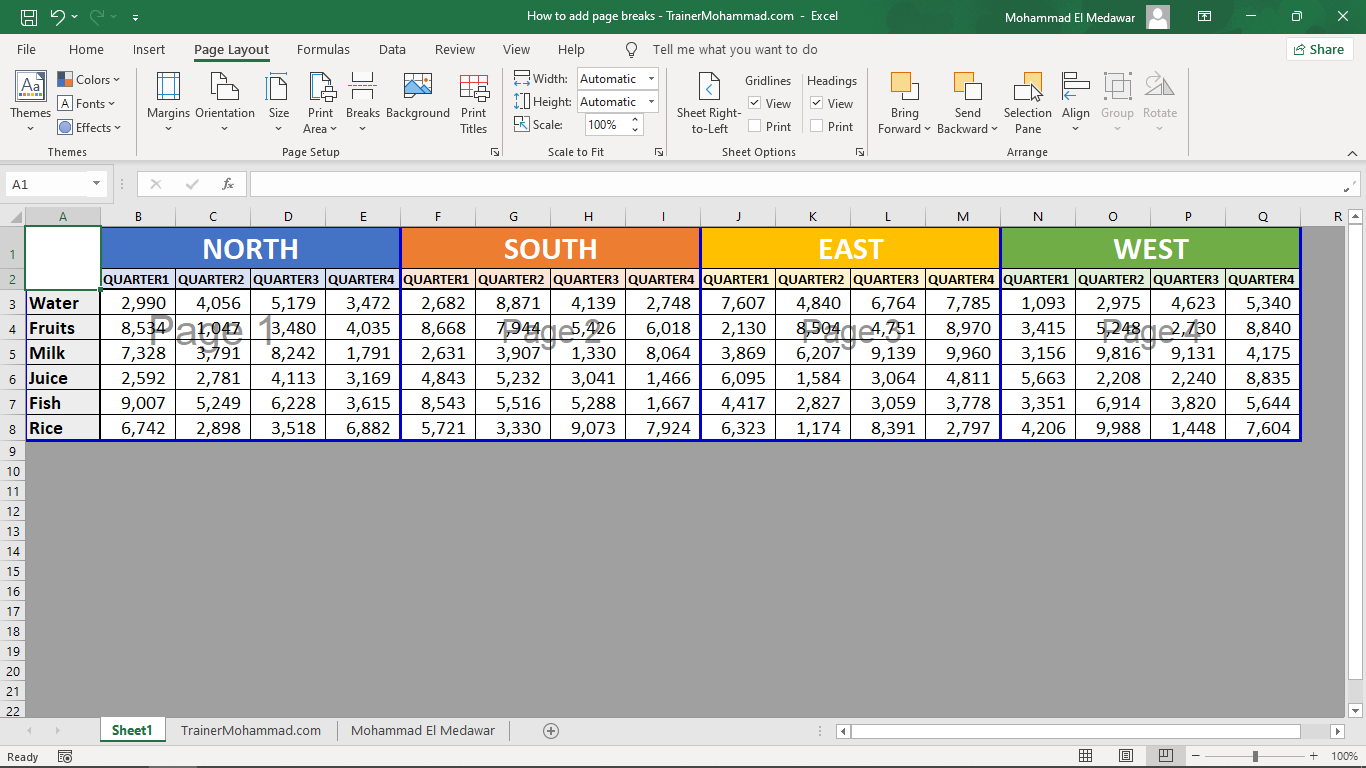 How to add page breaks - TrainerMohammad.com - Excel
Mohammad El Medawar
File Home Insert Page Layout Formulas Data Review View Help Tell me what you want to do Share
Themes Colors Fonts Effects
Margins Orientation Size Print Area Breaks Background Print Titles
Width: Automatic
Height: Automatic
Scale: 100%
Sheet Right-to-Left
Gridlines Headings
View View
Print Print
Bring Forward Send Backward Selection Pane Align Group Rotate
Themes Page Setup Scale to Fit Sheet Options Arrange
A1 fx
A B C D E F G H I J K L M N O P Q R
1 NORTH SOUTH EAST WEST
2 QUARTER1 QUARTER2 QUARTER3 QUARTER4 QUARTER1 QUARTER2 QUARTER3 QUARTER4 QUARTER1 QUARTER2 QUARTER3 QUARTER4 QUARTER1 QUARTER2 QUARTER3 QUARTER4
3 Water 2,990 4,056 5,179 3,472 2,682 8,871 4,139 2,748 7,607 4,840 6,764 7,785 1,093 2,975 4,623 5,340
4 Fruits 8,534 1,047 3,480 4,035 8,668 7,944 5,426 6,018 2,130 8,504 4,751 8,970 3,415 5,248 2,730 8,840
Page 1 Page 2 Page 3 Page 4
5 Milk 7,328 3,791 8,242 1,791 2,631 3,907 1,330 8,064 3,869 6,207 9,139 9,960 3,156 9,816 9,131 4,175
6 Juice 2,592 2,781 4,113 3,169 4,843 5,232 3,041 1,466 6,095 1,584 3,064 4,811 5,663 2,208 2,240 8,835
7 Fish 9,007 5,249 6,228 3,615 8,543 5,516 5,288 1,667 4,417 2,827 3,059 3,778 3,351 6,914 3,820 5,644
8 Rice 6,742 2,898 3,518 6,882 5,721 3,330 9,073 7,924 6,323 1,174 8,391 2,797 4,206 9,988 1,448 7,604
9
10
11
12
13
14
15
16
17
18
19
20
21
22
Sheet1 TrainerMohammad.com Mohammad El Medawar
Ready 100%